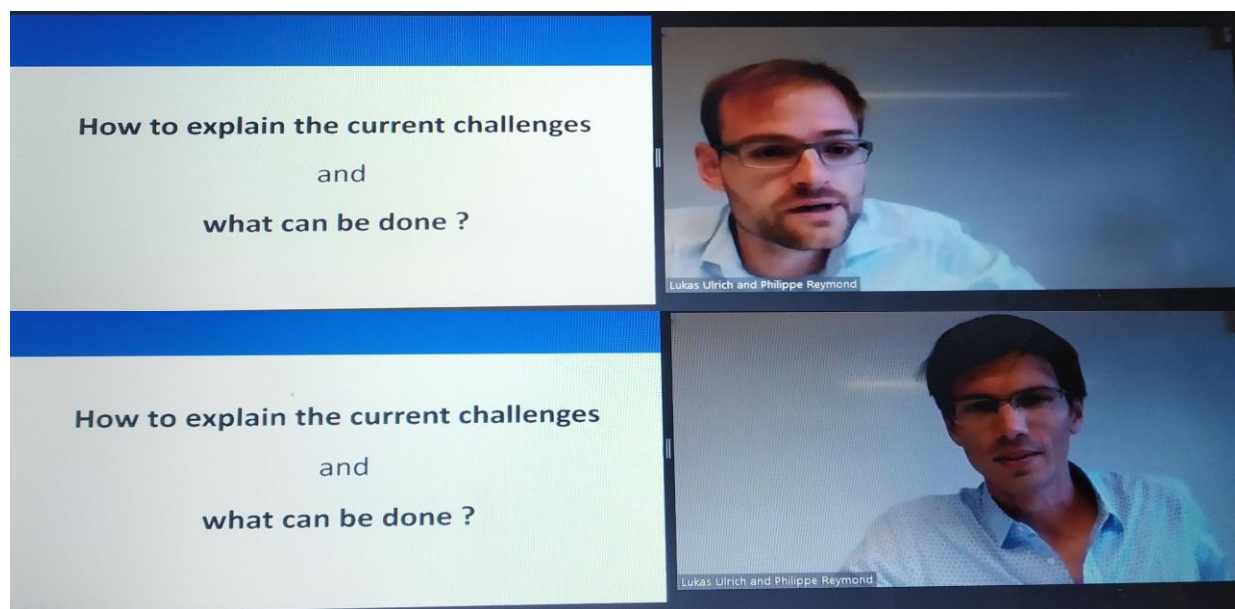 How to explain the current challenges
and
what can be done ?
Lukas Ulrich and Philippe Reymond
How to explain the current challenges
and
what can be done ?
Lukas Ulrich and Philippe Reymond